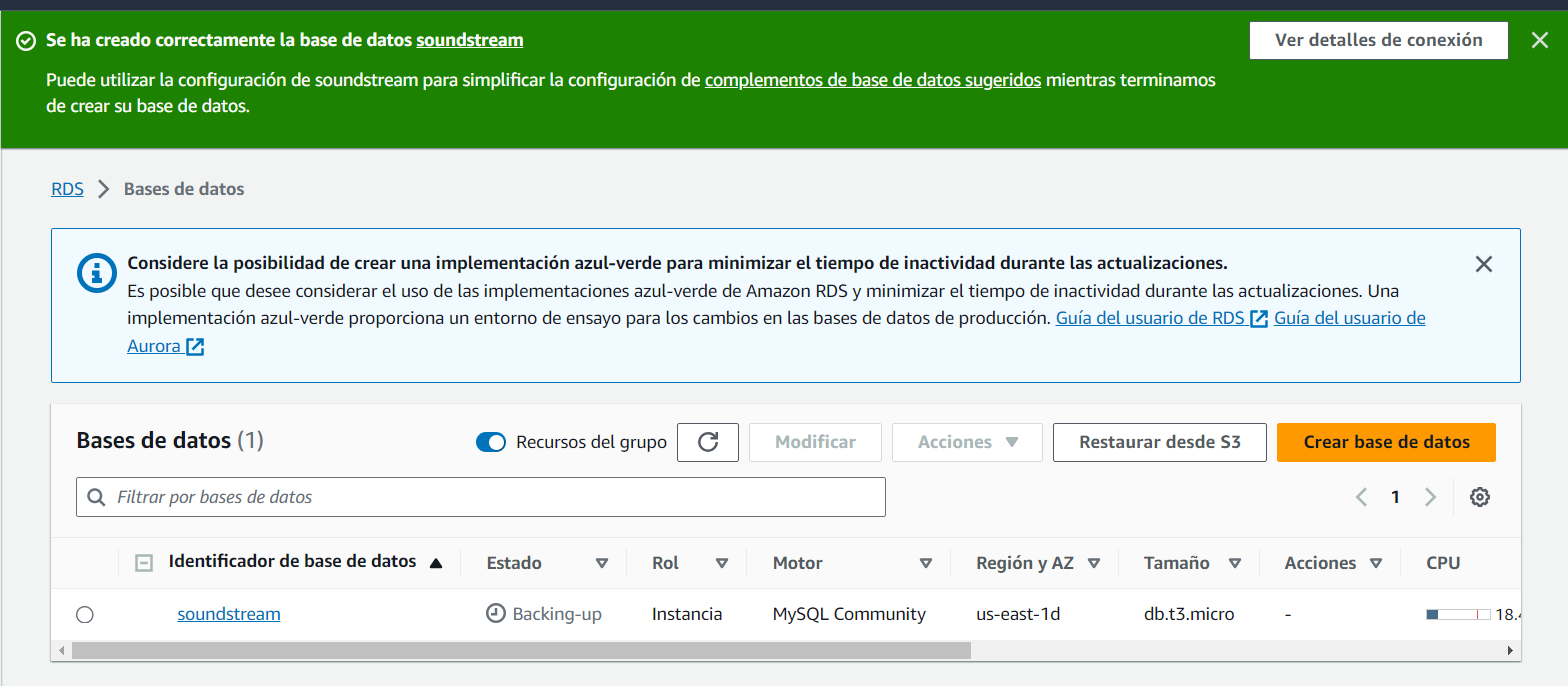 Se ha creado correctamente la base de datos soundstream
Ver detalles de conexión
Puede utilizar la configuración de soundstream para simplificar la configuración de complementos de base de datos sugeridos mientras terminamos
de crear su base de datos.
RDS > Bases de datos
Considere la posibilidad de crear una implementación azul-verde para minimizar el tiempo de inactividad durante las actualizaciones.
Es posible que desee considerar el uso de las implementaciones azul-verde de Amazon RDS y minimizar el tiempo de inactividad durante las actualizaciones. Una
implementación azul-verde proporciona un entorno de ensayo para los cambios en las bases de datos de producción. Guía del usuario de RDS Guía del usuario de
Aurora
Bases de datos (1) Recursos del grupo Modificar Acciones Restaurar desde S3 Crear base de datos
Filtrar por bases de datos 1
Identificador de base de datos Estado Rol Motor Región y AZ Tamaño Acciones CPU
soundstream Backing-up Instancia MySQL Community us-east-1d db.t3.micro -